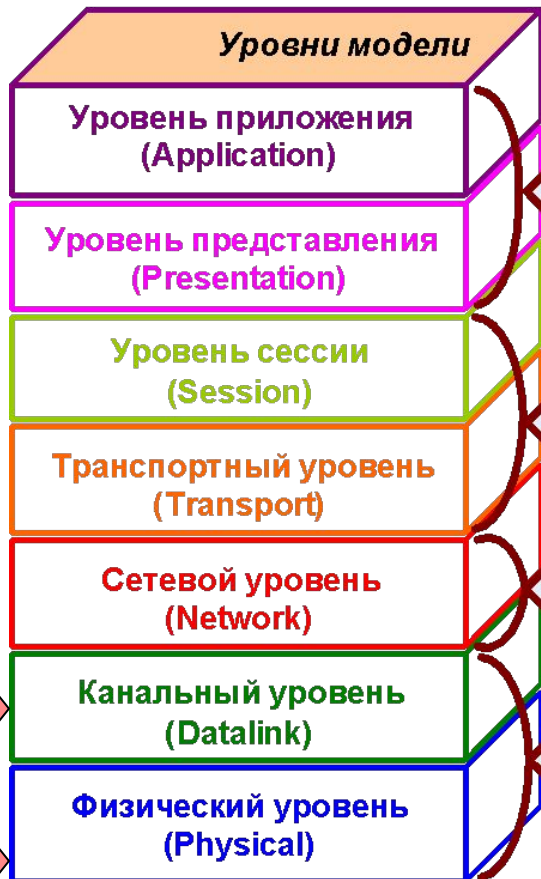 Уровни модели
Уровень приложения
(Application)
Уровень представления
(Presentation)
Уровень сессии
(Session)
Транспортный уровень
(Transport)
Сетевой уровень
(Network)
Канальный уровень
(Datalink)
Физический уровень
(Physical)